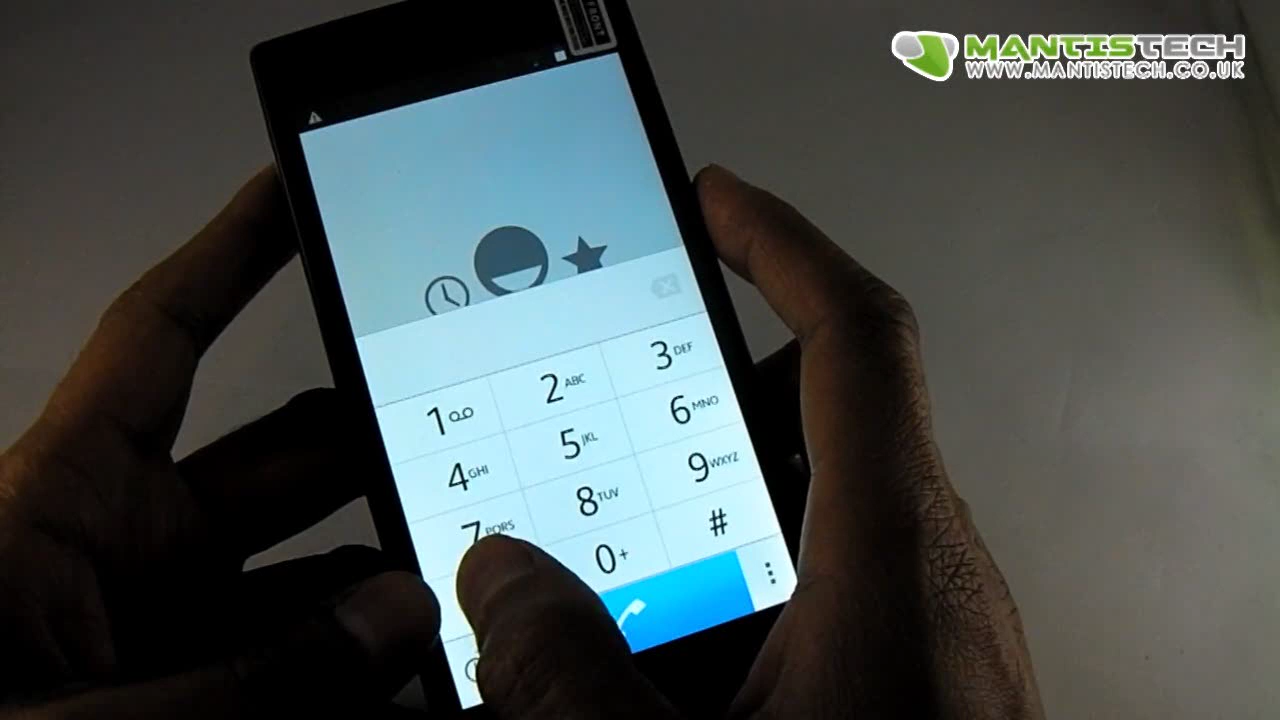 FRONT
MANTISTECH
WWW.MANTISTECH.CO.UK
1
2 ABC
3 DEF
4 GHI
5 JKL
6 MNO
7 PQRS
8 TUV
9 WXYZ
0 +
#